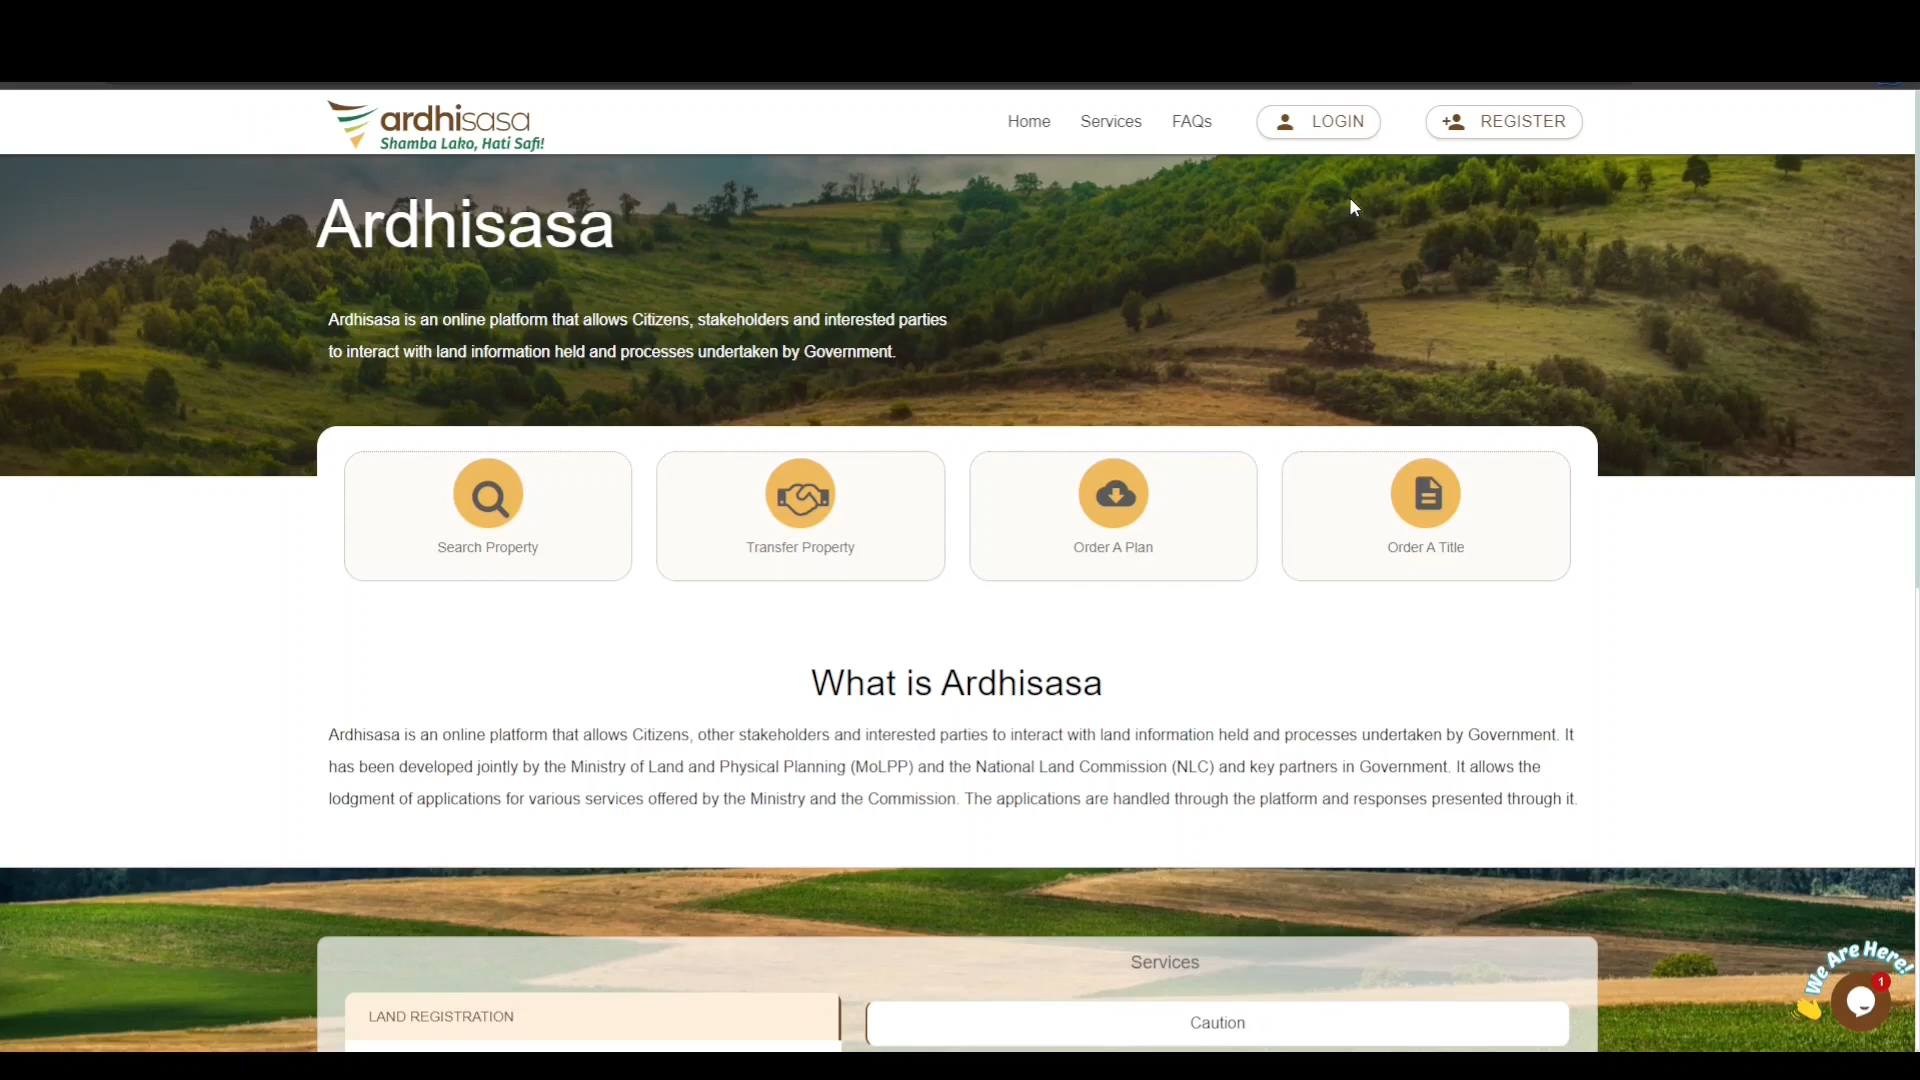 ardhisasa
Shamba Lako, Hati Safi!
Home
Services
FAQs
LOGIN
REGISTER
Ardhisasa
Ardhisasa is an online platform that allows Citizens, stakeholders and interested parties
to interact with land information held and processes undertaken by Government.
Search Property
Transfer Property
Order A Plan
Order A Title
What is Ardhisasa
Ardhisasa is an online platform that allows Citizens, other stakeholders and interested parties to interact with land information held and processes undertaken by Government. It
has been developed jointly by the Ministry of Land and Physical Planning (MoLPP) and the National Land Commission (NLC) and key partners in Government. It allows the
lodgment of applications for various services offered by the Ministry and the Commission. The applications are handled through the platform and responses presented through it.
Services
LAND REGISTRATION
Caution
We Are Here!
1